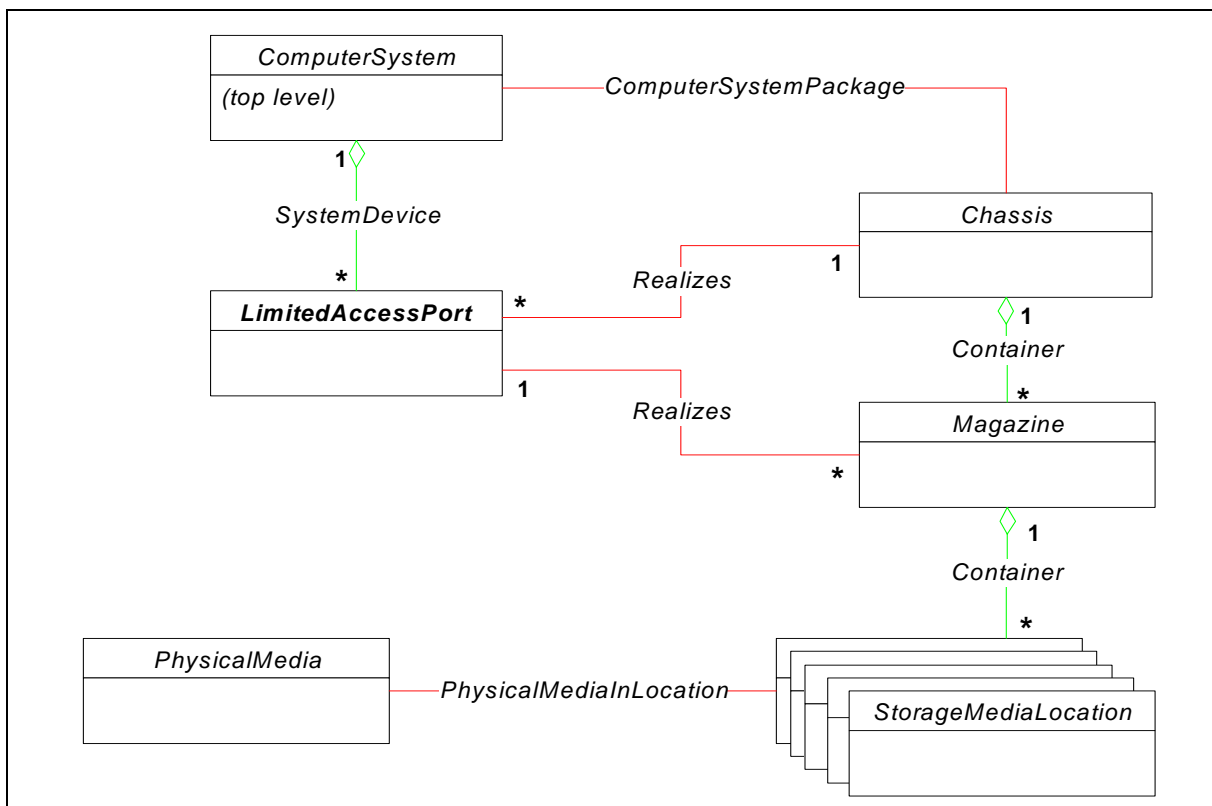 ComputerSystem
(top level)
ComputerSystemPackage
1
SystemDevice
*
Chassis
1
Realizes
*
LimitedAccessPort
1
Container
*
1
Realizes
*
Magazine
1
Container
*
PhysicalMedia
PhysicalMediaInLocation
StorageMediaLocation